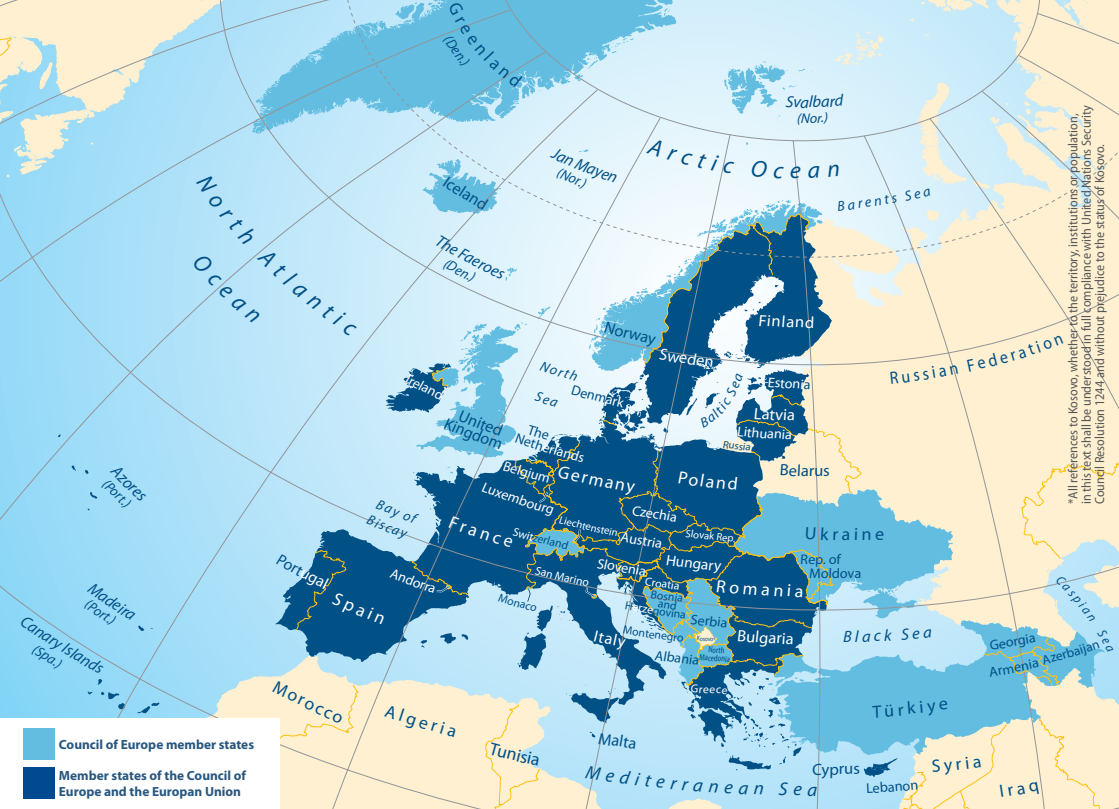 Greenland
(Den.)
Svalbard
(Nor.)
Jan Mayen
(Nor.)
Arctic Ocean
Barents Sea
Iceland
North Atlantic
Ocean
The Faeroes
(Den.)
Norway
Finland
Sweden
Russian Federation
North
Sea
Baltic Sea
Denmark
Estonia
Latvia
Lithuania
Russia
Ireland
United
Kingdom
The
Netherlands
Belgium
Germany
Poland
Belarus
Luxembourg
Azores
(Port.)
Bay of
Biscay
France
Czechia
Slovak Rep.
Ukraine
Liechtenstein
Switzerland
Austria
Hungary
Rep. of
Moldova
Slovenia
Croatia
Romania
San Marino
Portugal
Andorra
Spain
Monaco
Bosnia
and
Herzegovina
Serbia
Madeira
(Port.)
Canary Islands
(Spa.)
Italy
Montenegro
Kosovo*
Bulgaria
Black Sea
Caspian Sea
Georgia
Armenia
Azerbaijan
Albania
North
Macedonia
Greece
Türkiye
Morocco
Algeria
Tunisia
Malta
Mediterranean Sea
Cyprus
Lebanon
Syria
Iraq
Council of Europe member states
Member states of the Council of
Europe and the Europan Union
*All references to Kosovo, whether to the territory, institutions or population,
in this text shall be understood in full compliance with United Nations Security
Council Resolution 1244 and without prejudice to the status of Kosovo.